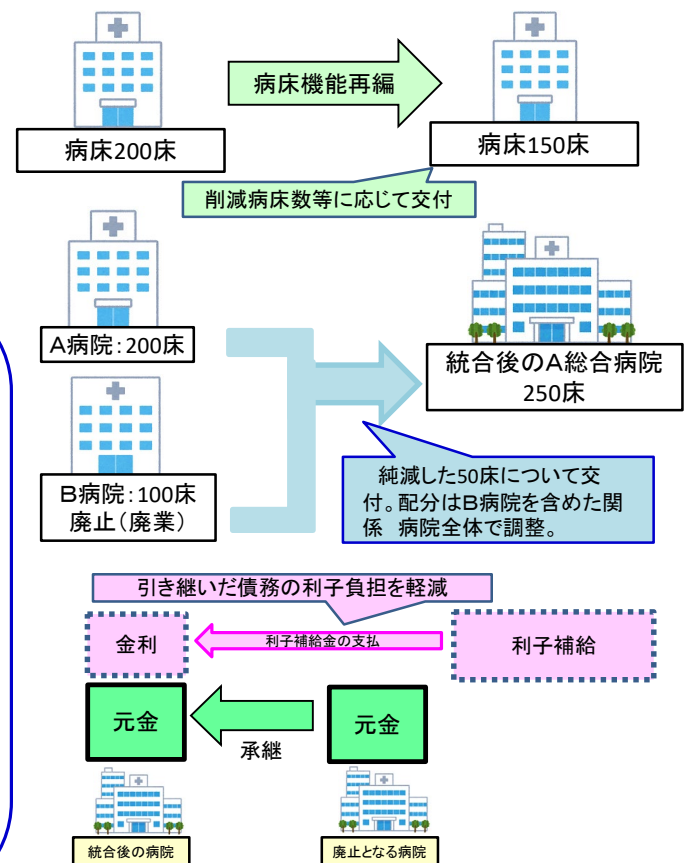 病床機能再編
病床200床
病床150床
削減病床数等に応じて交付
A病院：200床
統合後のA総合病院
250床
B病院：100床
廃止（廃業）
純減した50床について交
付。配分はB病院を含めた関
係 病院全体で調整。
引き継いだ債務の利子負担を軽減
金利
利子補給金の支払
利子補給
元金
元金
承継
統合後の病院
廃止となる病院